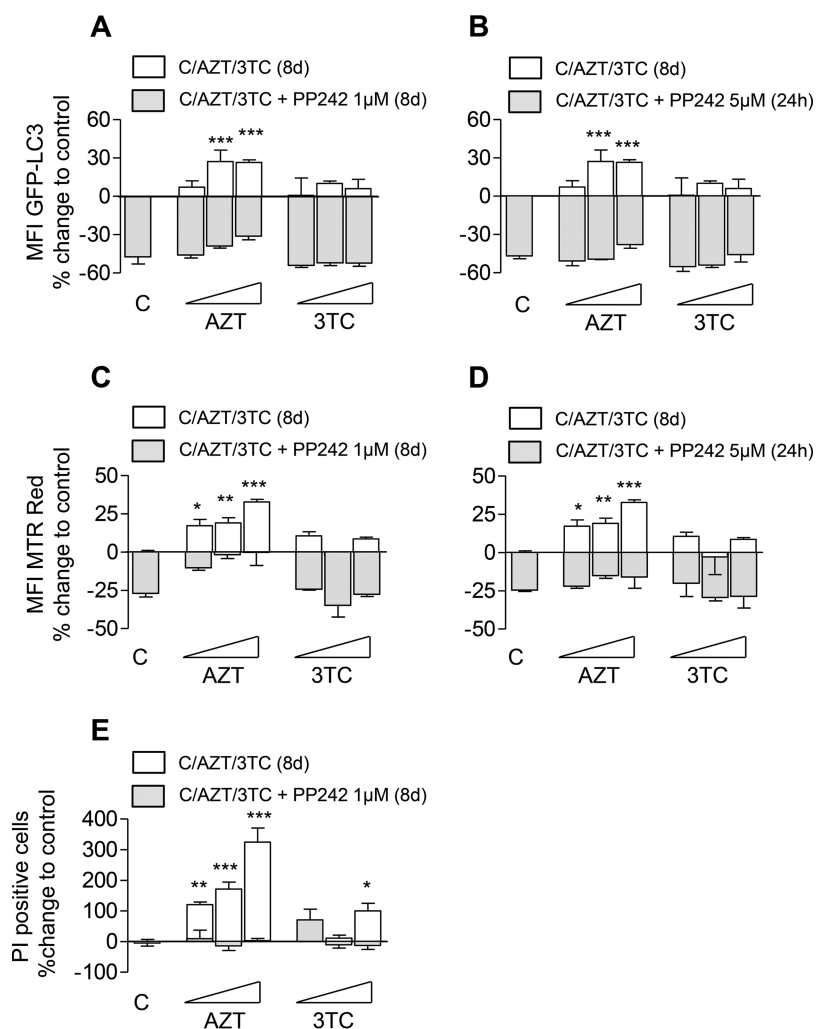 A
C/AZT/3TC (8d)
C/AZT/3TC + PP242 1μM (8d)
MFI GFP-LC3
% change to control
60
30
0
-30
-60
***
***
C
AZT
3TC
B
C/AZT/3TC (8d)
C/AZT/3TC + PP242 5μM (24h)
60
30
0
-30
-60
***
***
C
AZT
3TC
C
C/AZT/3TC (8d)
C/AZT/3TC + PP242 1μM (8d)
MFI MTR Red
% change to control
50
25
0
-25
-50
*
**
***
C
AZT
3TC
D
C/AZT/3TC (8d)
C/AZT/3TC + PP242 5μM (24h)
50
25
0
-25
-50
*
**
***
C
AZT
3TC
E
C/AZT/3TC (8d)
C/AZT/3TC + PP242 1μM (8d)
PI positive cells
%change to control
400
300
200
100
0
-100
**
***
***
*
C
AZT
3TC